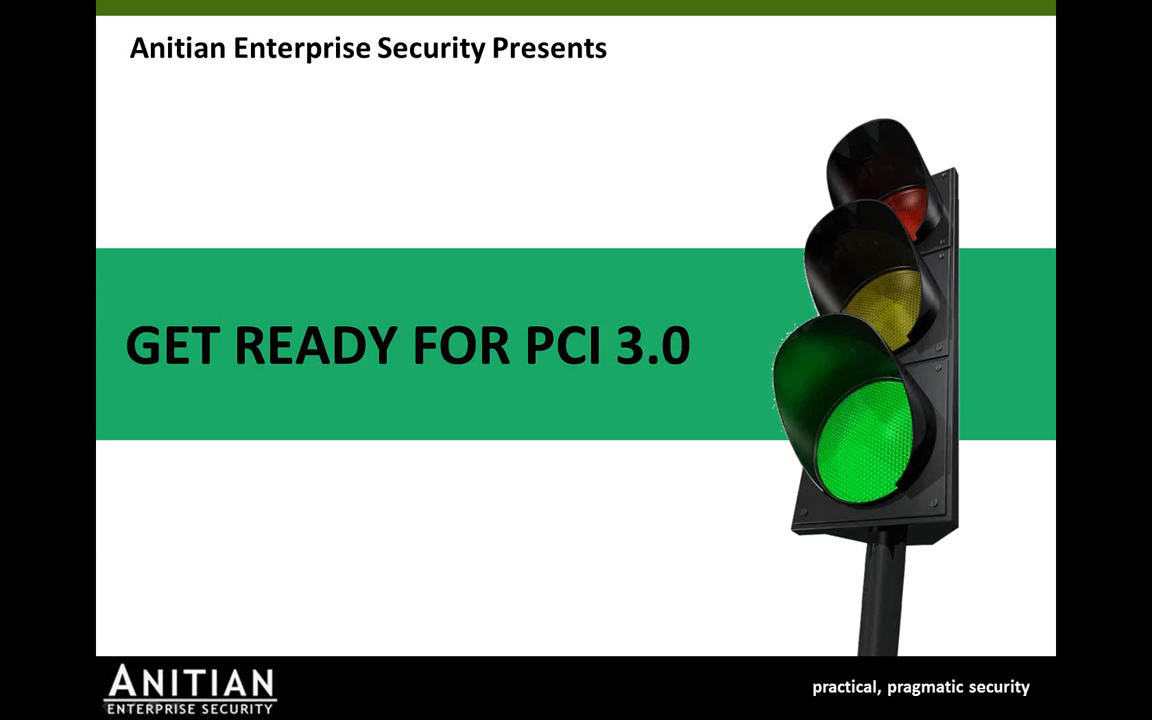 Anitian Enterprise Security Presents
GET READY FOR PCI 3.0
ANITIAN
ENTERPRISE SECURITY
practical, pragmatic security